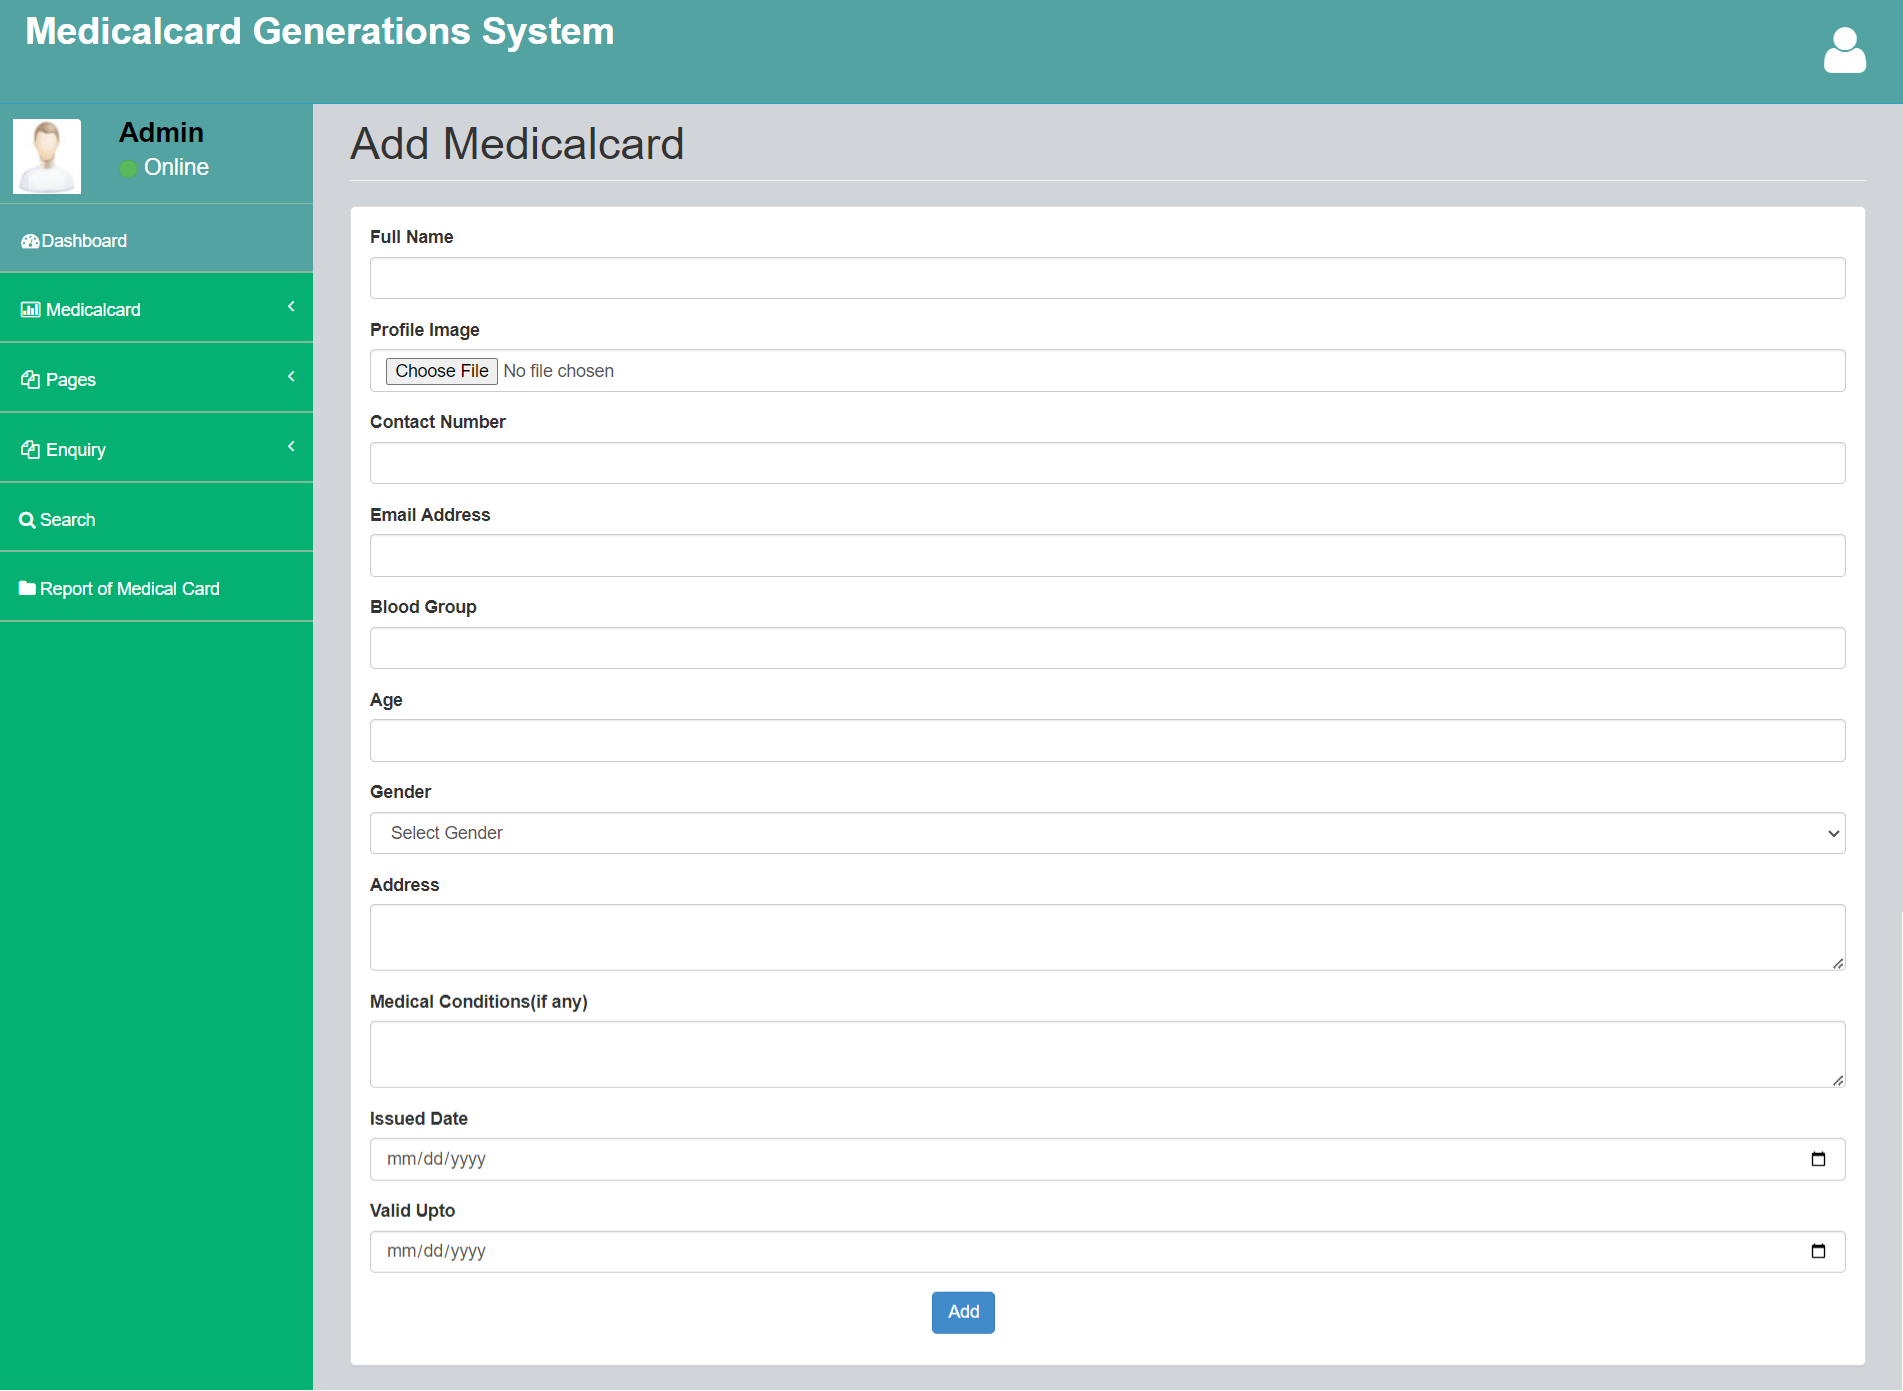 Medicalcard Generations System
Admin
Online
Dashboard
Medicalcard
Pages
Enquiry
Search
Report of Medical Card
Add Medicalcard
Full Name
Profile Image
Choose File No file chosen
Contact Number
Email Address
Blood Group
Age
Gender
Select Gender
Address
Medical Conditions(if any)
Issued Date
mm/dd/yyyy
Valid Upto
mm/dd/yyyy
Add